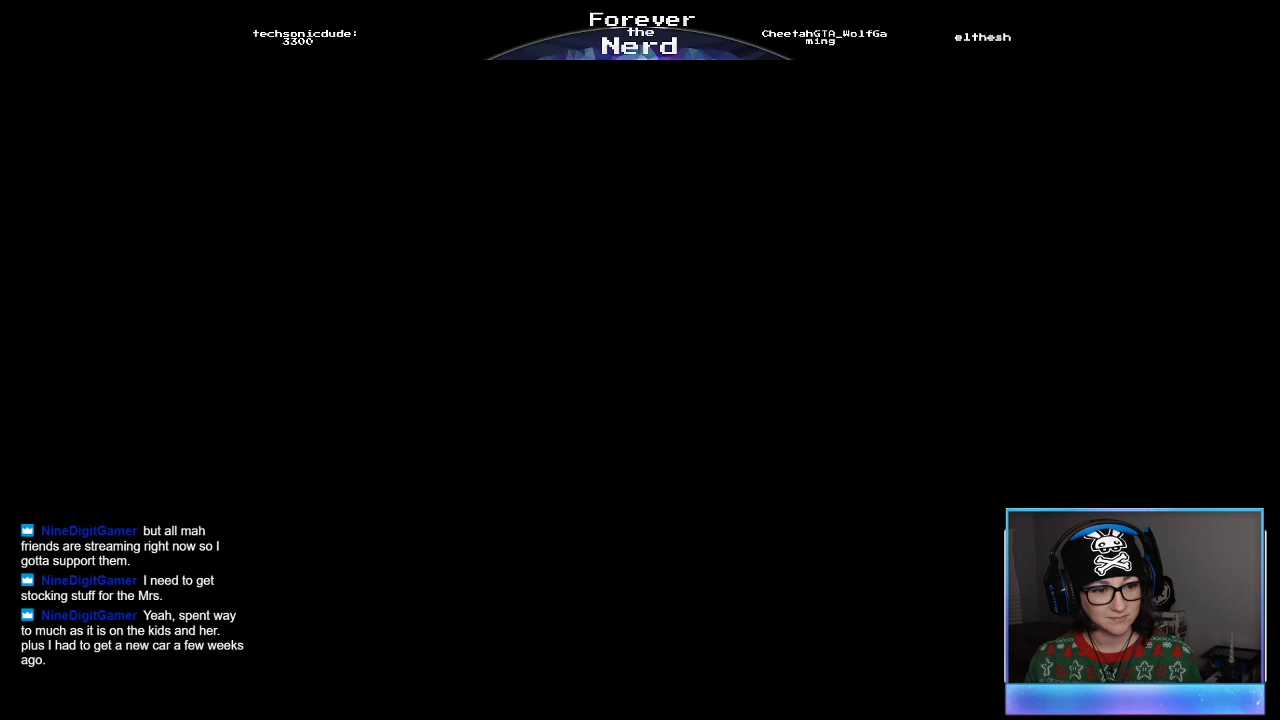 techsonicdude:
3300
Forever
the
Nerd
CheetahGTA_WolfGa
ming
elthesh
NineDigitGamer but all mah
friends are streaming right now so I
gotta support them.
NineDigitGamer I need to get
stocking stuff for the Mrs.
NineDigitGamer Yeah, spent way
to much as it is on the kids and her.
plus I had to get a new car a few weeks
ago.